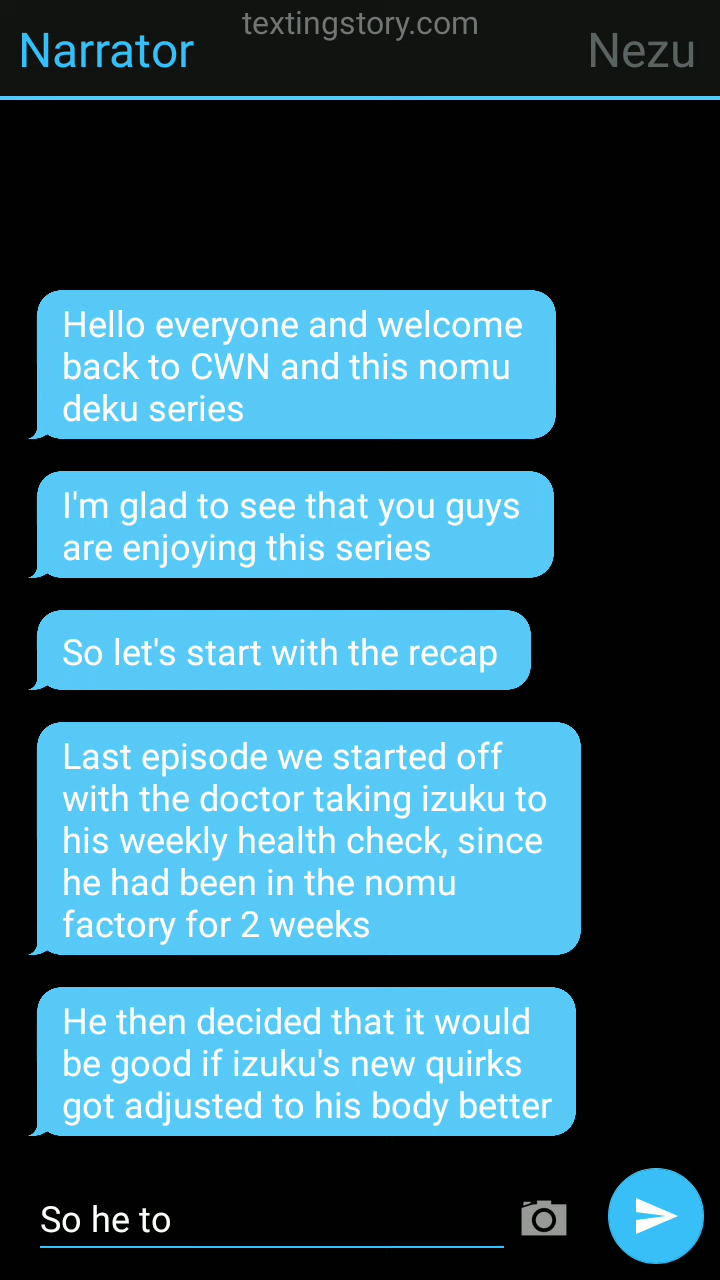 textingstory.com
Narrator
Nezu
Hello everyone and welcome
back to CWN and this nomu
deku series
I'm glad to see that you guys
are enjoying this series
So let's start with the recap
Last episode we started off
with the doctor taking izuku to
his weekly health check, since
he had been in the nomu
factory for 2 weeks
He then decided that it would
be good if izuku's new quirks
got adjusted to his body better
So he to